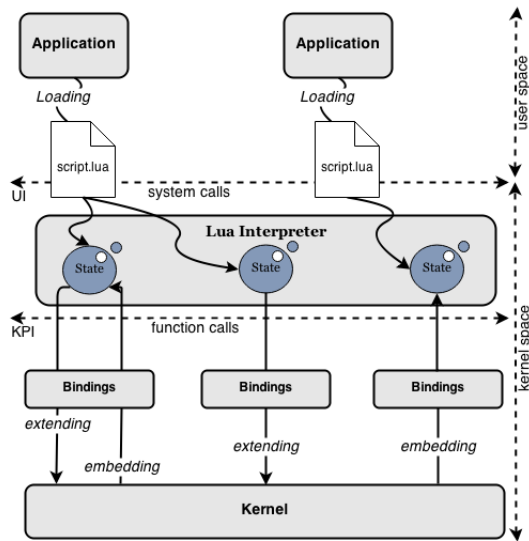 Application
Application
Loading
Loading
user space
script.lua
script.lua
UI
system calls
Lua Interpreter
State
State
State
KPI
function calls
kernel space
Bindings
Bindings
Bindings
extending
embedding
extending
embedding
Kernel